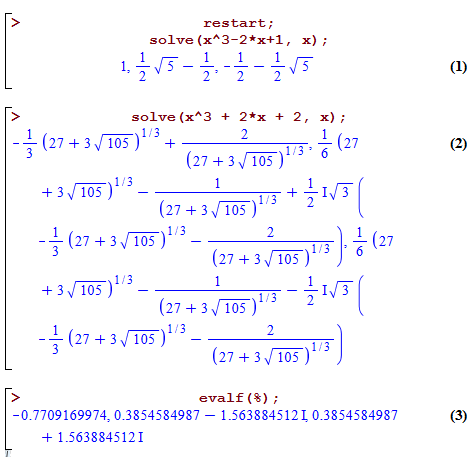 > restart;
solve(x^3-2*x+1, x);
1, 1/2 √5 − 1/2, −1/2 − 1/2 √5 (1)
> solve(x^3 + 2*x + 2, x);
−1/3 (27 + 3√105)^1/3 + 2/(27 + 3√105)^1/3, 1/6 (27 (2)
+ 3√105)^1/3 − 1/(27 + 3√105)^1/3 + 1/2 I√3 (
−1/3 (27 + 3√105)^1/3 − 2/(27 + 3√105)^1/3), 1/6 (27
+ 3√105)^1/3 − 1/(27 + 3√105)^1/3 − 1/2 I√3 (
−1/3 (27 + 3√105)^1/3 − 2/(27 + 3√105)^1/3)
> evalf(%);
-0.7709169974, 0.3854584987 − 1.563884512 I, 0.3854584987 (3)
+ 1.563884512 I